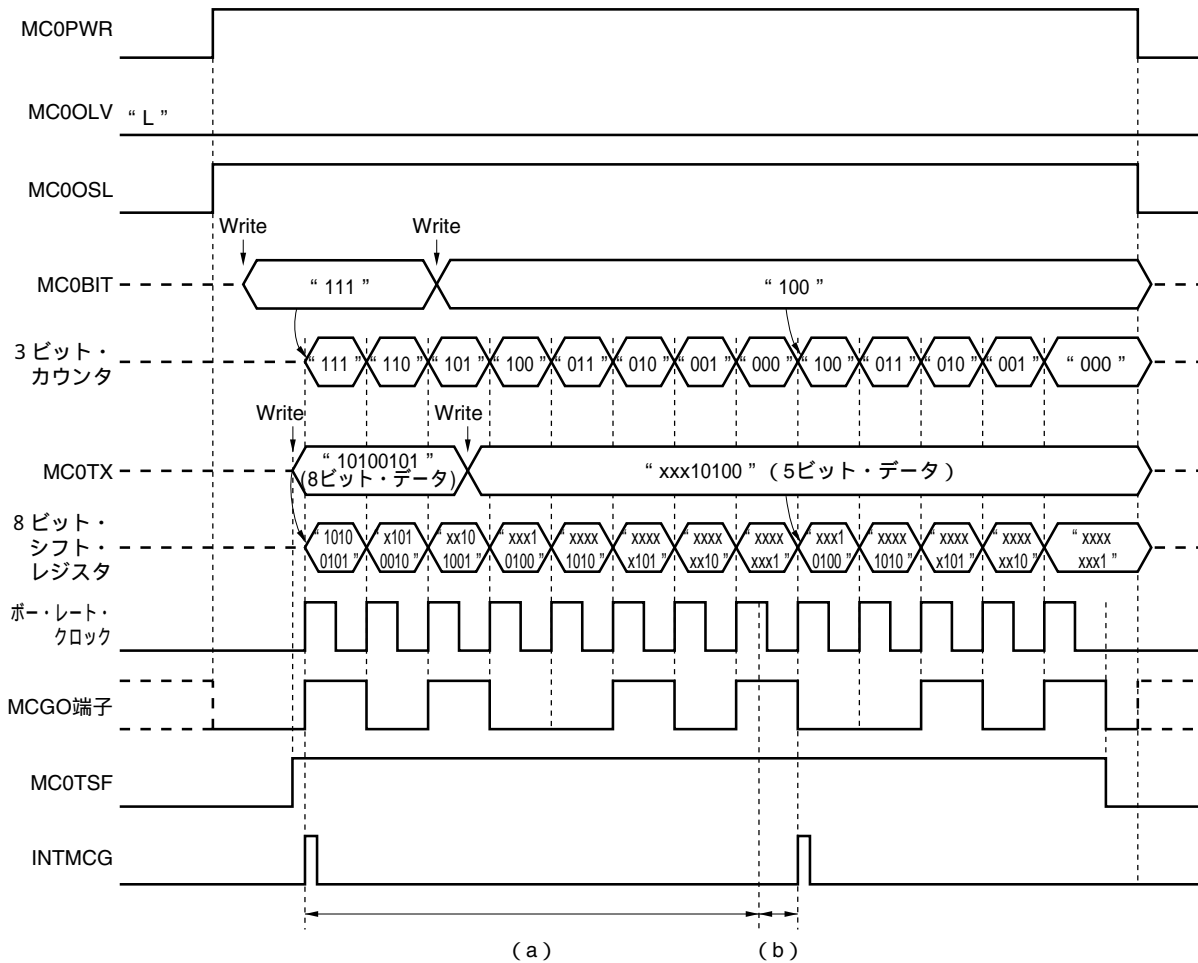 MC0PWR
MC0OLV “ L ”
MC0OSL
Write Write
MC0BIT “ 111 ” “ 100 ”
3 ビット・
カウンタ
“ 111 ” “ 110 ” “ 101 ” “ 100 ” “ 011 ” “ 010 ” “ 001 ” “ 000 ” “ 100 ” “ 011 ” “ 010 ” “ 001 ” “ 000 ”
Write Write
MC0TX
“ 10100101 ”
(8ビット・データ)
“ xxx10100 ” （ 5ビット・データ ）
8 ビット・
シフト・
レジスタ
“ 1010 “ x101 “ xx10 “ xxx1 “ xxxx “ xxxx “ xxxx “ xxxx “ xxx1 “ xxxx “ xxxx “ xxxx “ xxxx
0101 ” 0010 ” 1001 ” 0100 ” 1010 ” x101 ” xx10 ” xxx1 ” 0100 ” 1010 ” x101 ” xx10 ” xxx1 ”
ボー・レート・
クロック
MCGO端子
MC0TSF
INTMCG
（ a ） （ b ）